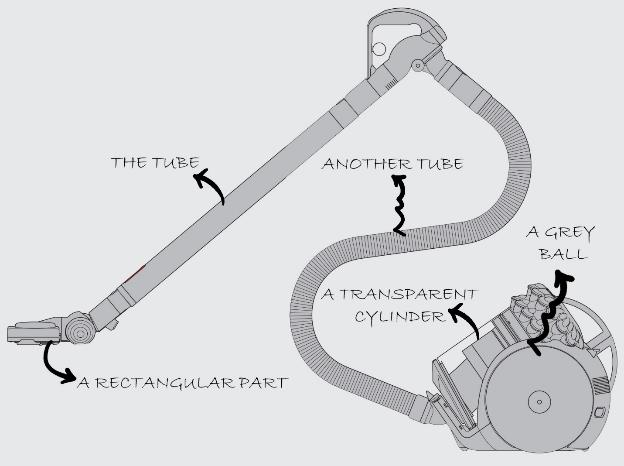 THE TUBE
ANOTHER TUBE
A GREY
BALL
A TRANSPARENT
CYLINDER
A RECTANGULAR PART